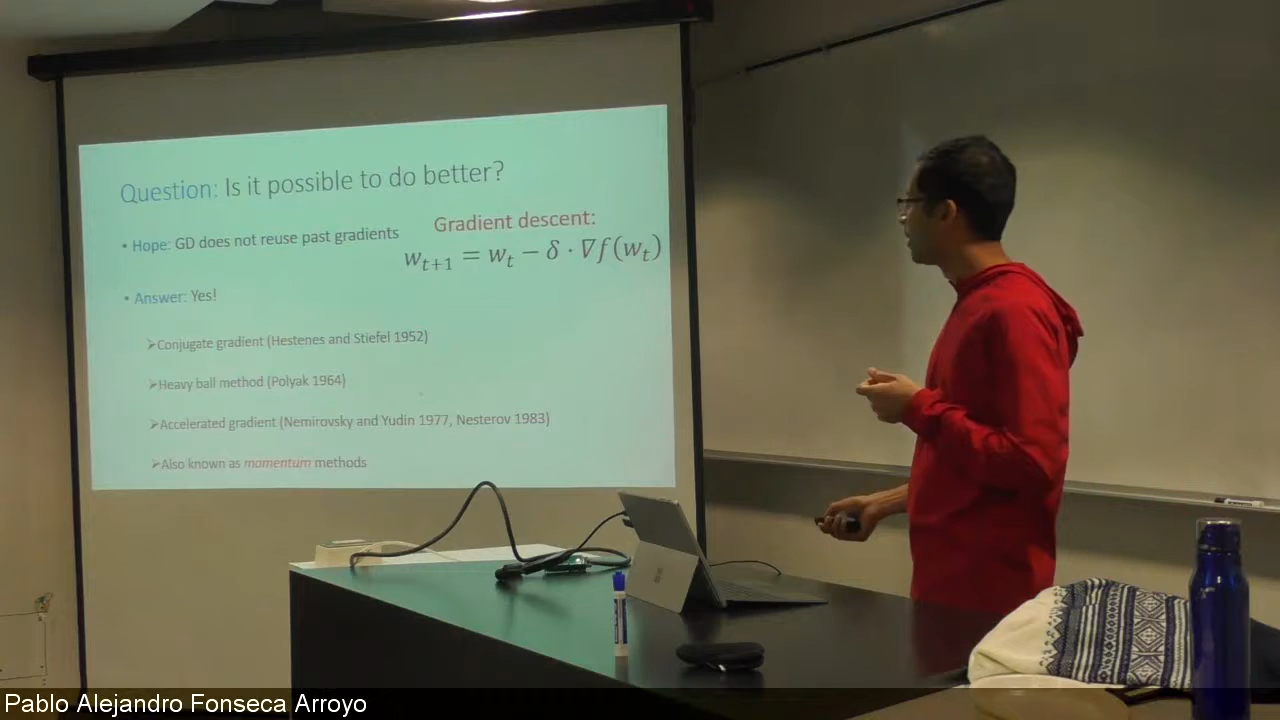 Question: Is it possible to do better?
• Hope: GD does not reuse past gradients
Gradient descent:
w_{t+1} = w_t − δ · ∇f(w_t)
• Answer: Yes!
➢Conjugate gradient (Hestenes and Stiefel 1952)
➢Heavy ball method (Polyak 1964)
➢Accelerated gradient (Nemirovsky and Yudin 1977, Nesterov 1983)
➢Also known as momentum methods
Pablo Alejandro Fonseca Arroyo